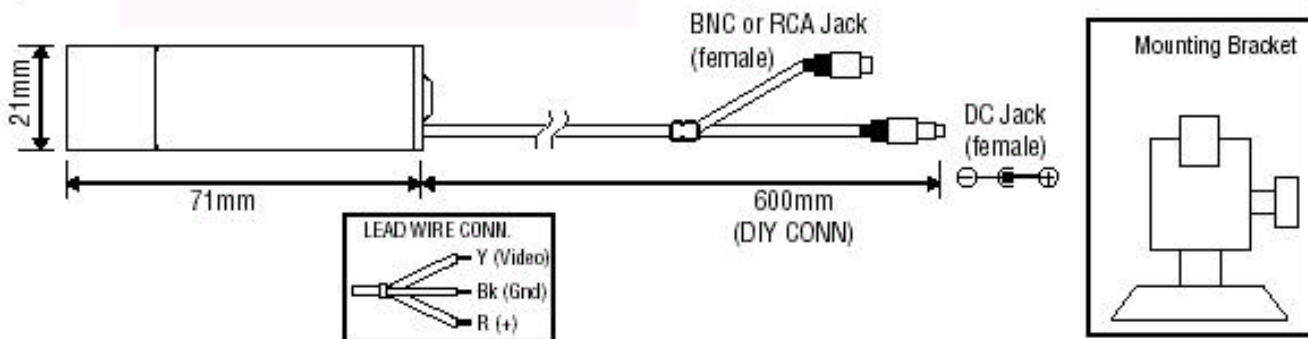 BNC or RCA Jack
(female)
Mounting Bracket
21mm
DC Jack
(female)
71mm
600mm
(DIY CONN)
LEAD WIRE CONN.
Y (Video)
Bk (Gnd)
R (+)